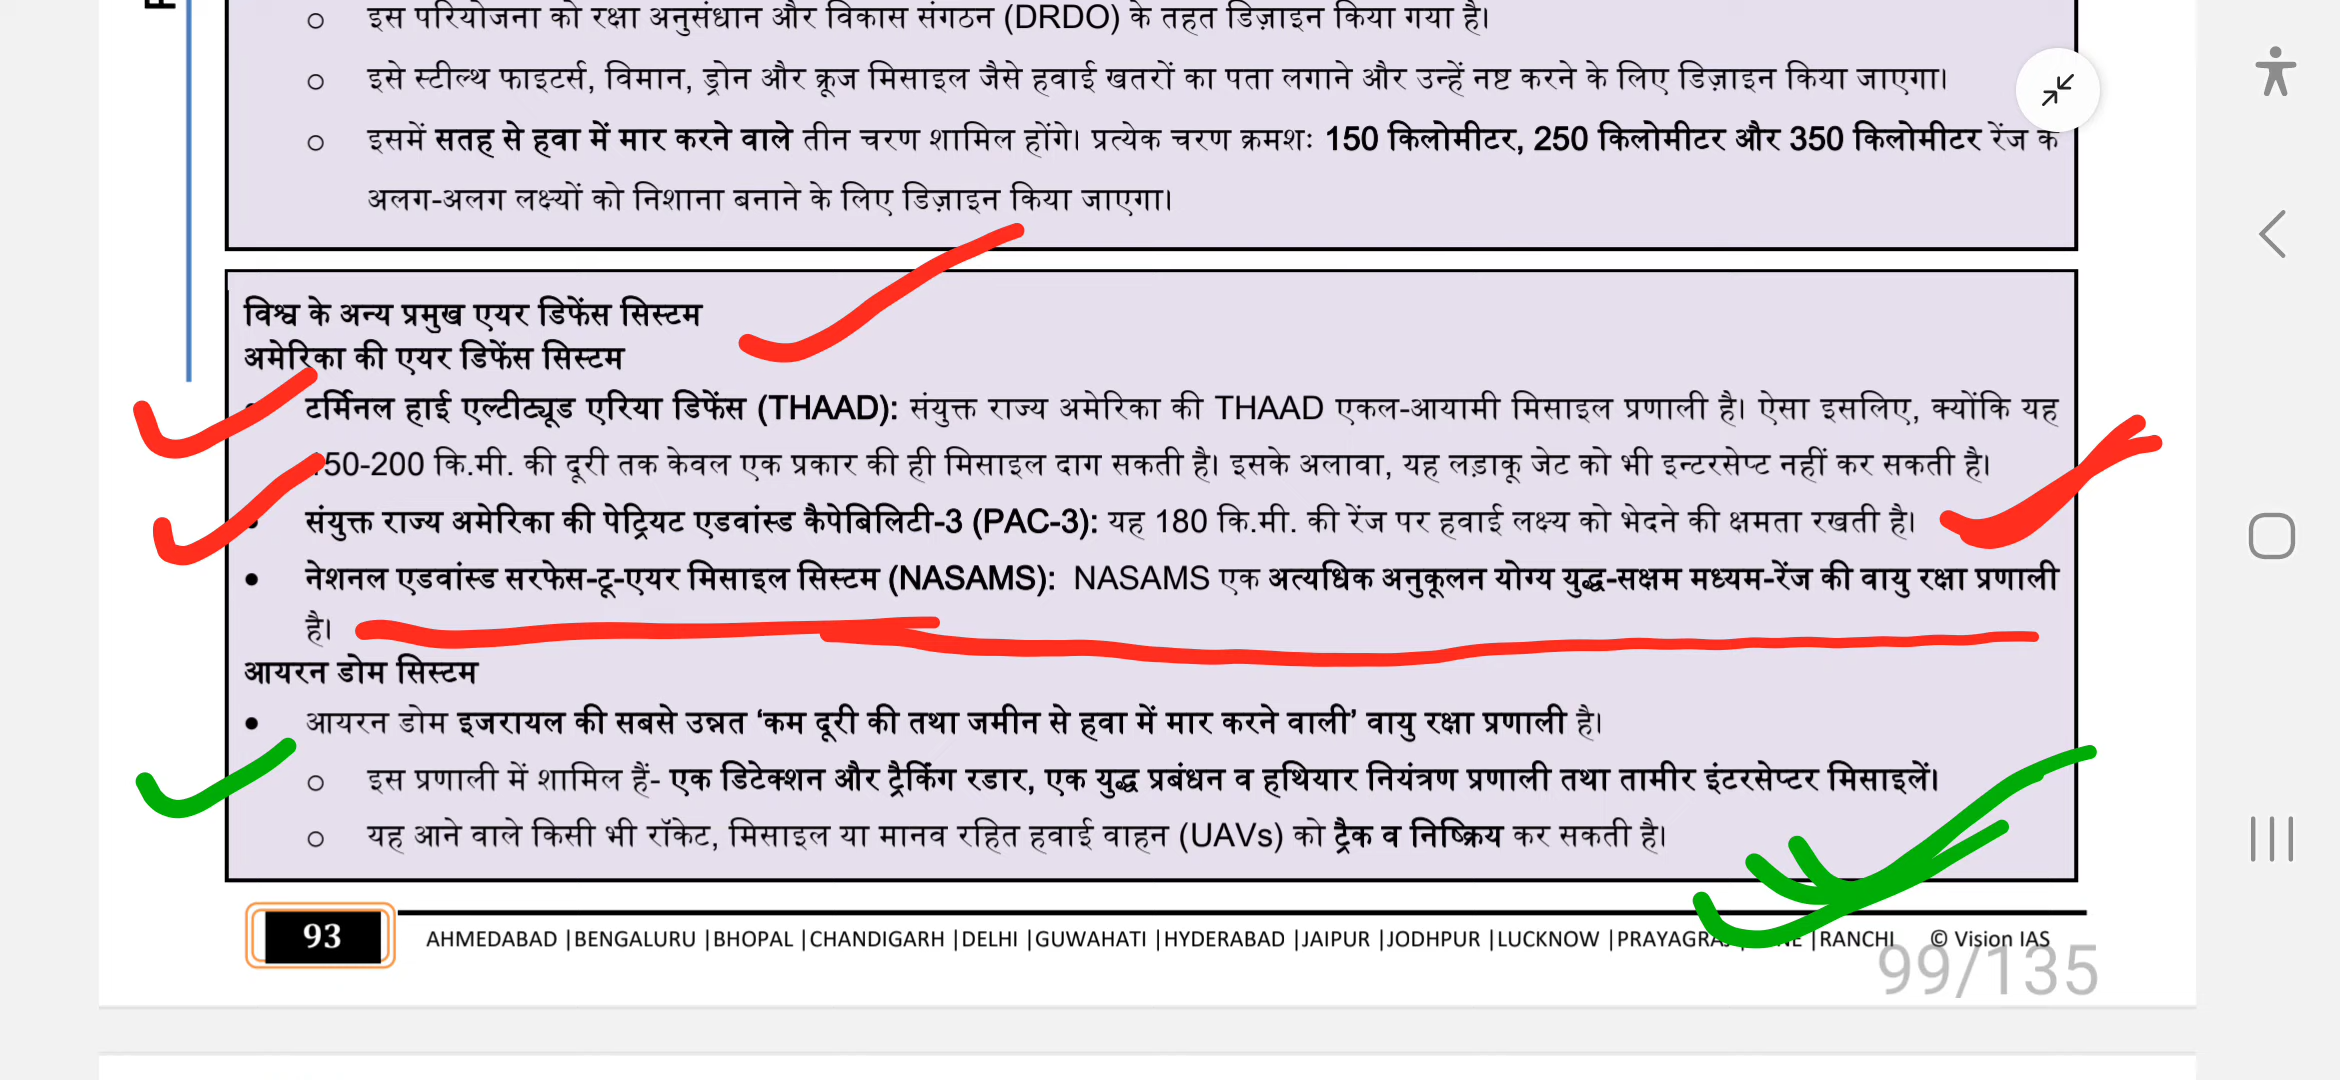 ○ इस परियोजना को रक्षा अनुसंधान और विकास संगठन (DRDO) के तहत डिज़ाइन किया गया है।
○ इसे स्टील्थ फाइटर्स, विमान, ड्रोन और क्रूज मिसाइल जैसे हवाई खतरों का पता लगाने और उन्हें नष्ट करने के लिए डिज़ाइन किया जाएगा।
○ इसमें सतह से हवा में मार करने वाले तीन चरण शामिल होंगे। प्रत्येक चरण क्रमशः 150 किलोमीटर, 250 किलोमीटर और 350 किलोमीटर रेंज के
अलग-अलग लक्ष्यों को निशाना बनाने के लिए डिज़ाइन किया जाएगा।
विश्व के अन्य प्रमुख एयर डिफेंस सिस्टम
अमेरिका की एयर डिफेंस सिस्टम
टर्मिनल हाई एल्टीट्यूड एरिया डिफेंस (THAAD): संयुक्त राज्य अमेरिका की THAAD एकल-आयामी मिसाइल प्रणाली है। ऐसा इसलिए, क्योंकि यह
150-200 कि.मी. की दूरी तक केवल एक प्रकार की ही मिसाइल दाग सकती है। इसके अलावा, यह लड़ाकू जेट को भी इन्टरसेप्ट नहीं कर सकती है।
• संयुक्त राज्य अमेरिका की पेट्रियट एडवांस्ड कैपेबिलिटी-3 (PAC-3): यह 180 कि.मी. की रेंज पर हवाई लक्ष्य को भेदने की क्षमता रखती है।
• नेशनल एडवांस्ड सरफेस-टू-एयर मिसाइल सिस्टम (NASAMS): NASAMS एक अत्यधिक अनुकूलन योग्य युद्ध-सक्षम मध्यम-रेंज की वायु रक्षा प्रणाली
है।
आयरन डोम सिस्टम
• आयरन डोम इजरायल की सबसे उन्नत ‘कम दूरी की तथा जमीन से हवा में मार करने वाली’ वायु रक्षा प्रणाली है।
○ इस प्रणाली में शामिल हैं- एक डिटेक्शन और ट्रैकिंग रडार, एक युद्ध प्रबंधन व हथियार नियंत्रण प्रणाली तथा तामीर इंटरसेप्टर मिसाइलें।
○ यह आने वाले किसी भी रॉकेट, मिसाइल या मानव रहित हवाई वाहन (UAVs) को ट्रैक व निष्क्रिय कर सकती है।
93 AHMEDABAD |BENGALURU |BHOPAL |CHANDIGARH |DELHI |GUWAHATI |HYDERABAD |JAIPUR |JODHPUR |LUCKNOW | |RANCHI © Vision IAS
99/135